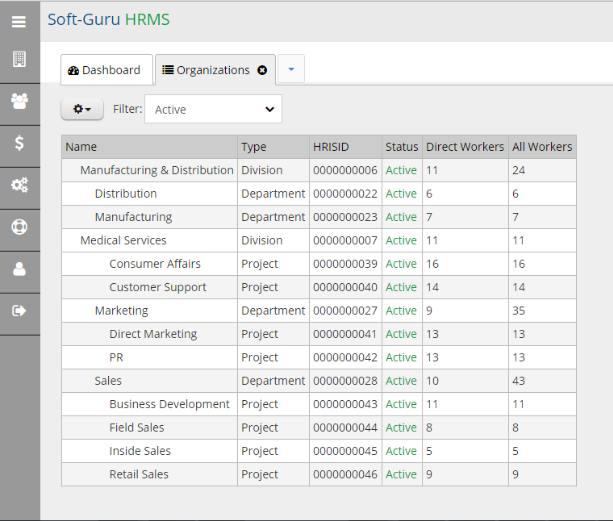 Soft-Guru HRMS
Dashboard Organizations
Filter: Active
Name Type HRISID Status Direct Workers All Workers
Manufacturing & Distribution Division 0000000006 Active 11 24
Distribution Department 0000000022 Active 6 6
Manufacturing Department 0000000023 Active 7 7
Medical Services Division 0000000007 Active 11 11
Consumer Affairs Project 0000000039 Active 16 16
Customer Support Project 0000000040 Active 14 14
Marketing Department 0000000027 Active 9 35
Direct Marketing Project 0000000041 Active 13 13
PR Project 0000000042 Active 13 13
Sales Department 0000000028 Active 10 43
Business Development Project 0000000043 Active 11 11
Field Sales Project 0000000044 Active 8 8
Inside Sales Project 0000000045 Active 5 5
Retail Sales Project 0000000046 Active 9 9